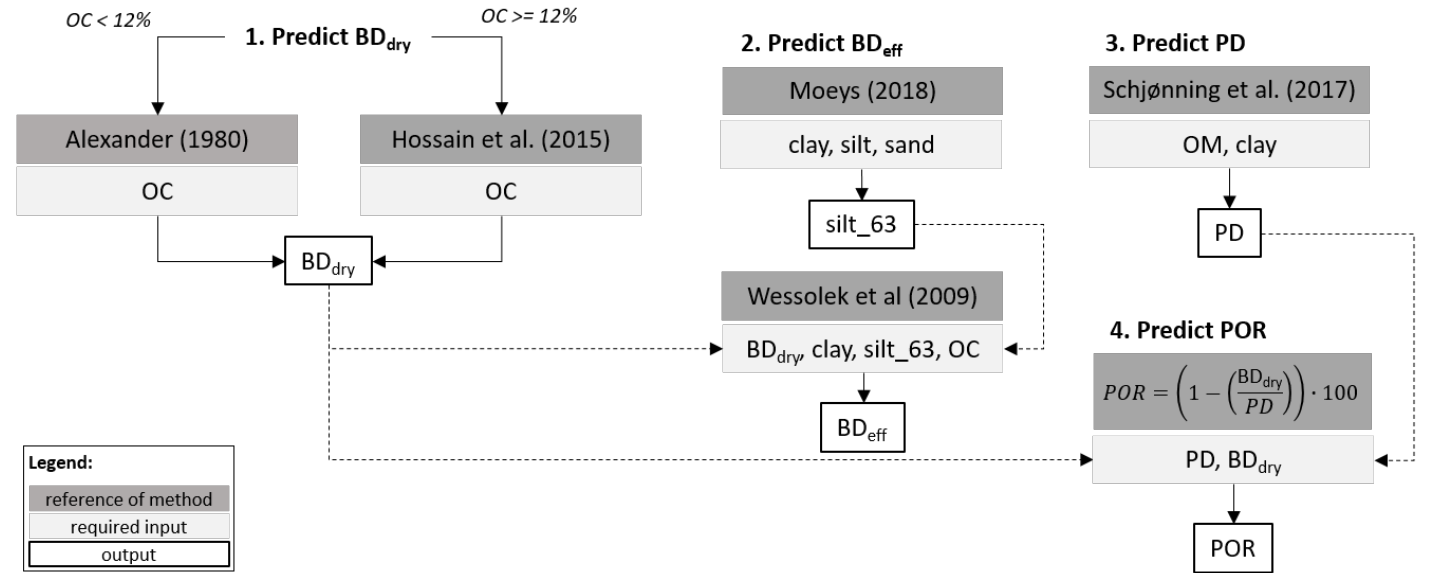 OC < 12%
OC >= 12%
1. Predict BDdry
Alexander (1980)
OC
Hossain et al. (2015)
OC
BDdry
2. Predict BDeff
Moeys (2018)
clay, silt, sand
silt_63
Wessolek et al (2009)
BDdry, clay, silt_63, OC
BDeff
3. Predict PD
Schjønning et al. (2017)
OM, clay
PD
4. Predict POR
POR = (1 − (BDdry/PD)) · 100
PD, BDdry
POR
Legend:
reference of method
required input
output